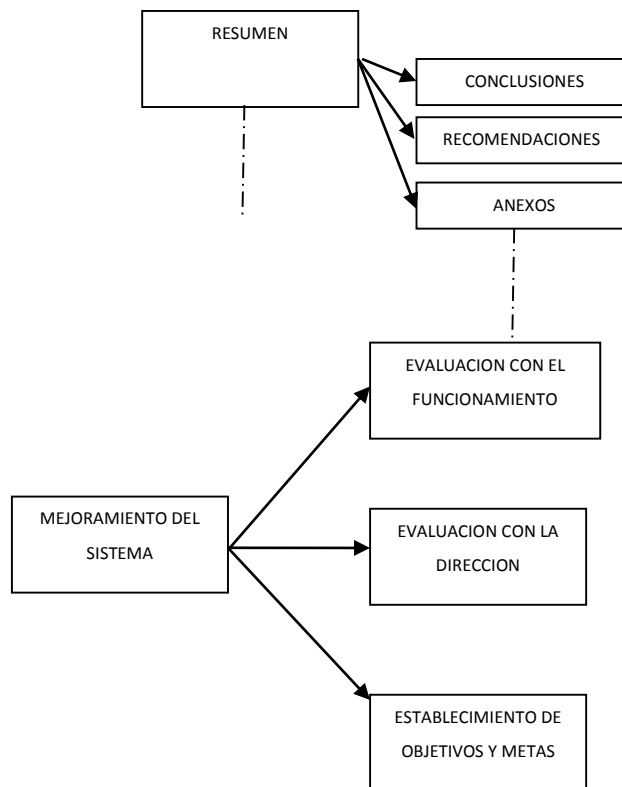 RESUMEN
CONCLUSIONES
RECOMENDACIONES
ANEXOS
EVALUACION CON EL
FUNCIONAMIENTO
MEJORAMIENTO DEL
SISTEMA
EVALUACION CON LA
DIRECCION
ESTABLECIMIENTO DE
OBJETIVOS Y METAS